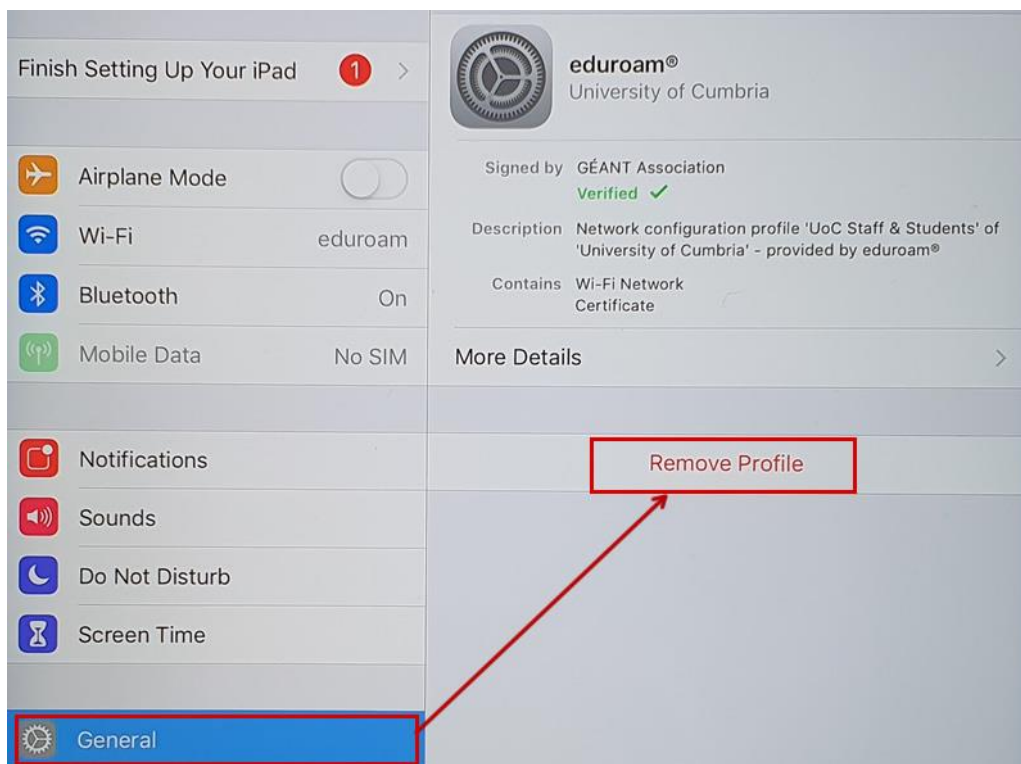 Finish Setting Up Your iPad 1
Airplane Mode
Wi-Fi eduroam
Bluetooth On
Mobile Data No SIM
Notifications
Sounds
Do Not Disturb
Screen Time
General
eduroam®
University of Cumbria
Signed by GÉANT Association
Verified ✓
Description Network configuration profile 'UoC Staff & Students' of
'University of Cumbria' - provided by eduroam®
Contains Wi-Fi Network
Certificate
More Details
Remove Profile